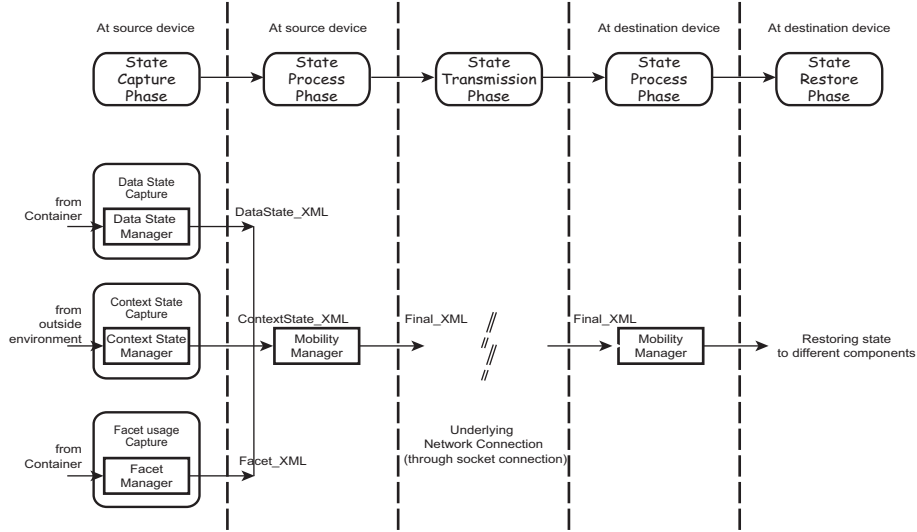 At source device
At source device
At destination device
At destination device
State
Capture
Phase
State
Process
Phase
State
Transmission
Phase
State
Process
Phase
State
Restore
Phase
Data State
Capture
from
Container
Data State
Manager
DataState_XML
Context State
Capture
from
outside
environment
Context State
Manager
ContextState_XML
Mobility
Manager
Final_XML
Final_XML
Mobility
Manager
Restoring state
to different components
Facet usage
Capture
from
Container
Facet
Manager
Facet_XML
Underlying
Network Connection
(through socket connection)